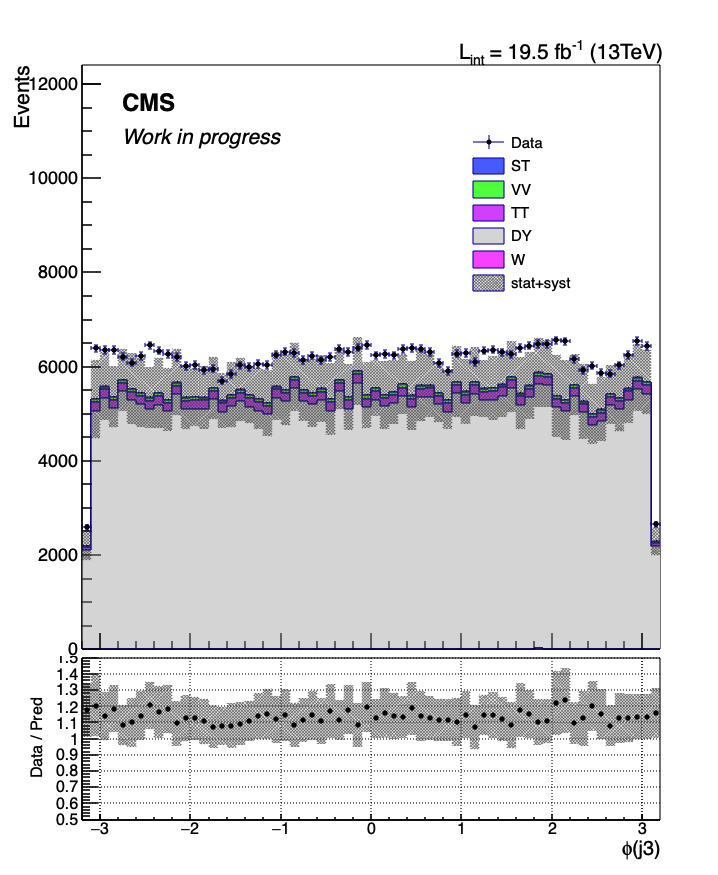 L_int = 19.5 fb⁻¹ (13TeV)
Events
12000
CMS
Work in progress
10000
Data
ST
VV
TT
DY
W
stat+syst
8000
6000
4000
2000
0
Data / Pred
1.5
1.4
1.3
1.2
1.1
1
0.9
0.8
0.7
0.6
0.5
−3 −2 −1 0 1 2 3
ϕ(j3)